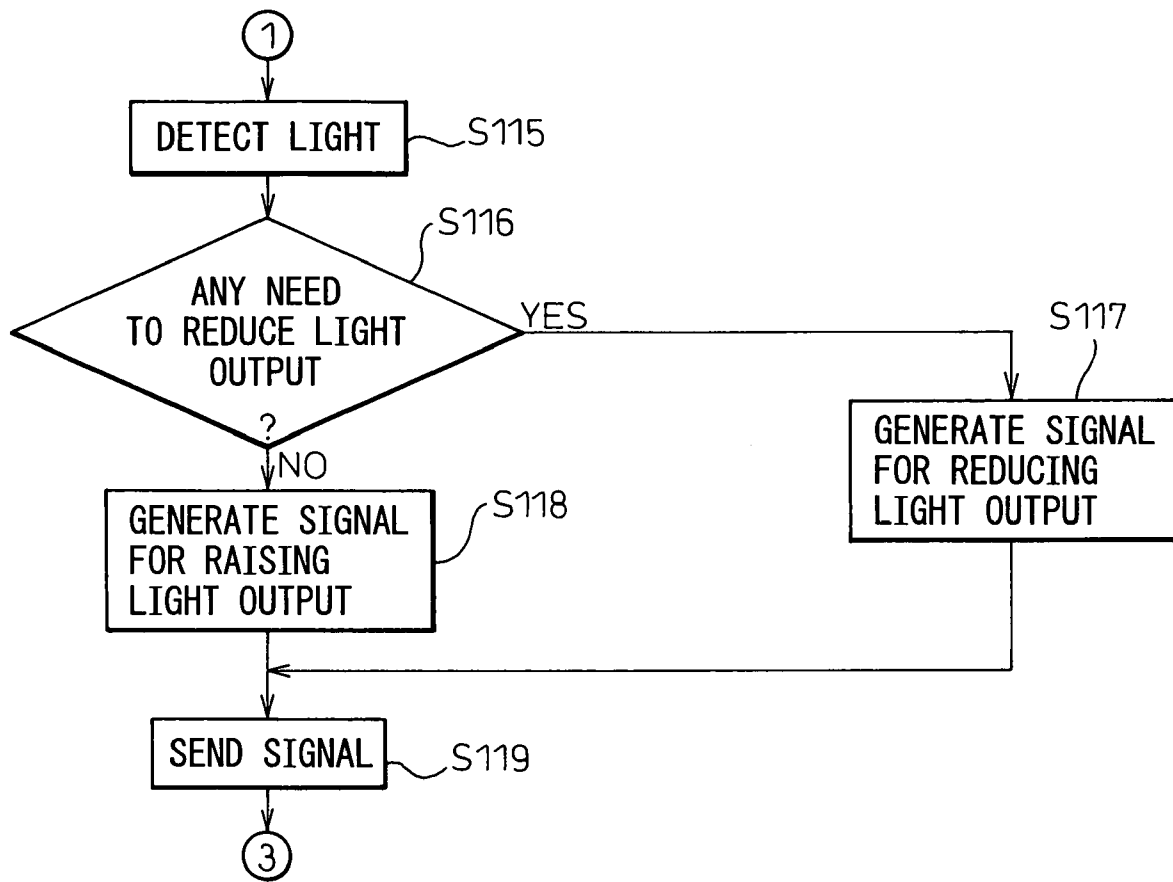 1
DETECT LIGHT
S115
S116
ANY NEED
TO REDUCE LIGHT
OUTPUT
?
YES
NO
S117
GENERATE SIGNAL
FOR REDUCING
LIGHT OUTPUT
S118
GENERATE SIGNAL
FOR RAISING
LIGHT OUTPUT
SEND SIGNAL
S119
3